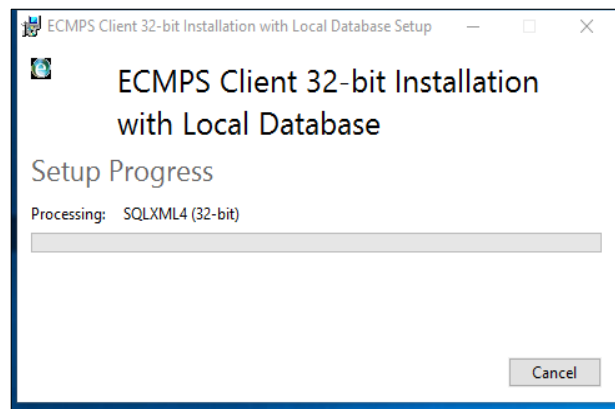 ECMPS Client 32-bit Installation with Local Database Setup
ECMPS Client 32-bit Installation
with Local Database
Setup Progress
Processing: SQLXML4 (32-bit)
Cancel